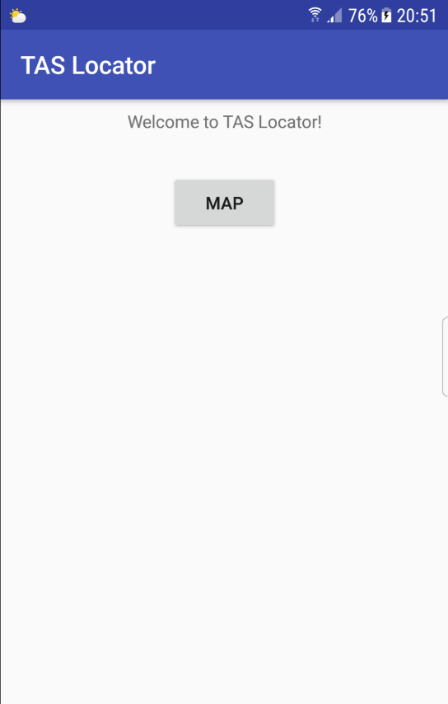 76% 20:51
TAS Locator
Welcome to TAS Locator!
MAP